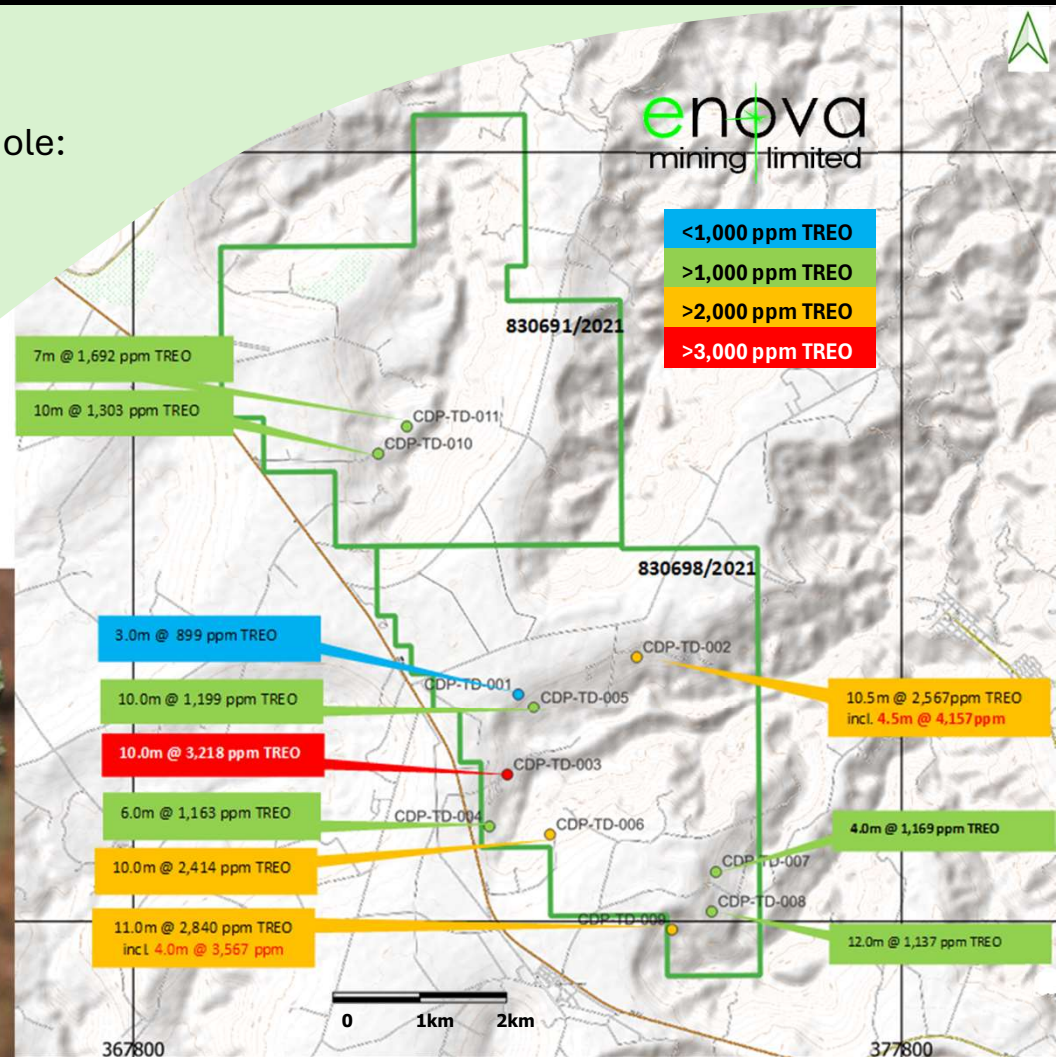 ole:
enova
mining limited
<1,000 ppm TREO
>1,000 ppm TREO
>2,000 ppm TREO
>3,000 ppm TREO
830691/2021
7m @ 1,692 ppm TREO
10m @ 1,303 ppm TREO
CDP-TD-011
CDP-TD-010
830698/2021
3.0m @ 899 ppm TREO
CDP-TD-002
CDP-TD-001
10.0m @ 1,199 ppm TREO
CDP-TD-005
10.5m @ 2,567ppm TREO
incl. 4.5m @ 4,157ppm
10.0m @ 3,218 ppm TREO
CDP-TD-003
6.0m @ 1,163 ppm TREO
CDP-TD-004
CDP-TD-006
4.0m @ 1,169 ppm TREO
10.0m @ 2,414 ppm TREO
CDP-TD-007
CDP-TD-008
11.0m @ 2,840 ppm TREO
incl 4.0m @ 3,567 ppm
CDP-TD-009
12.0m @ 1,137 ppm TREO
0 1km 2km
367800
377800